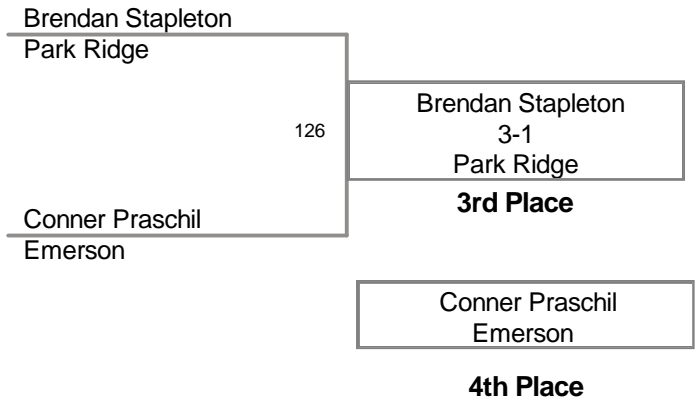 Brendan Stapleton
Park Ridge
126
Brendan Stapleton
3-1
Park Ridge
3rd Place
Conner Praschil
Emerson
Conner Praschil
Emerson
4th Place